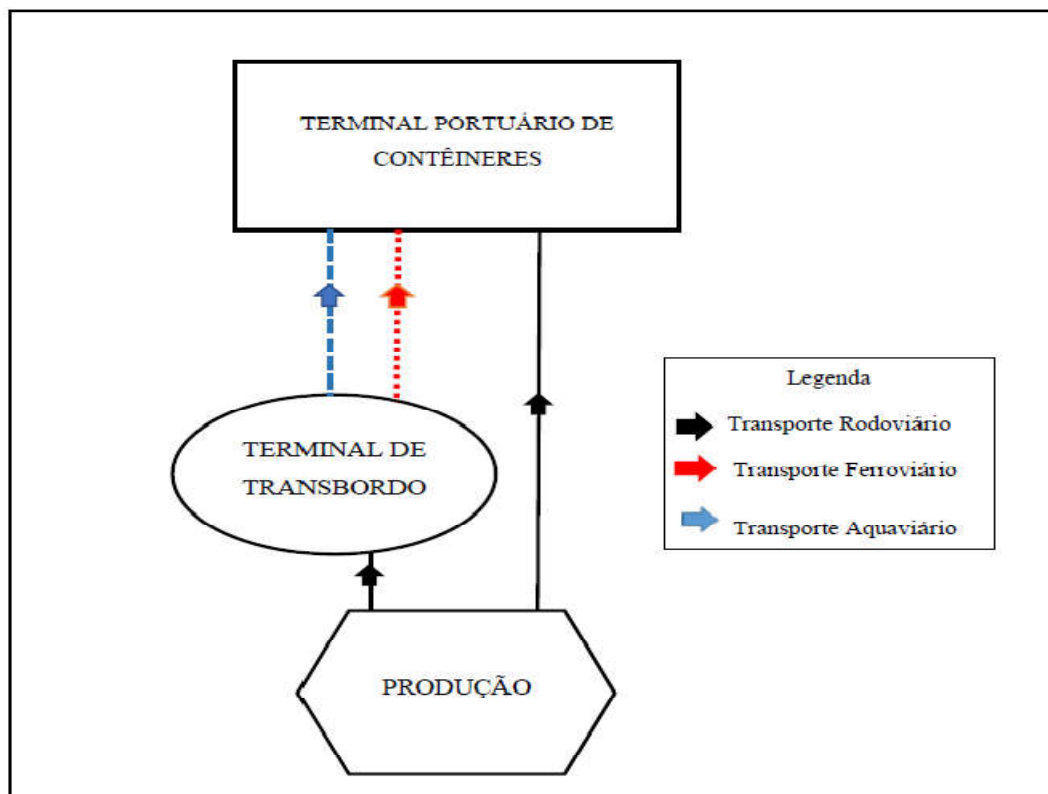 TERMINAL PORTUÁRIO DE
CONTÊINERES
TERMINAL DE
TRANSBORDO
PRODUÇÃO
Legenda
Transporte Rodoviário
Transporte Ferroviário
Transporte Aquaviário